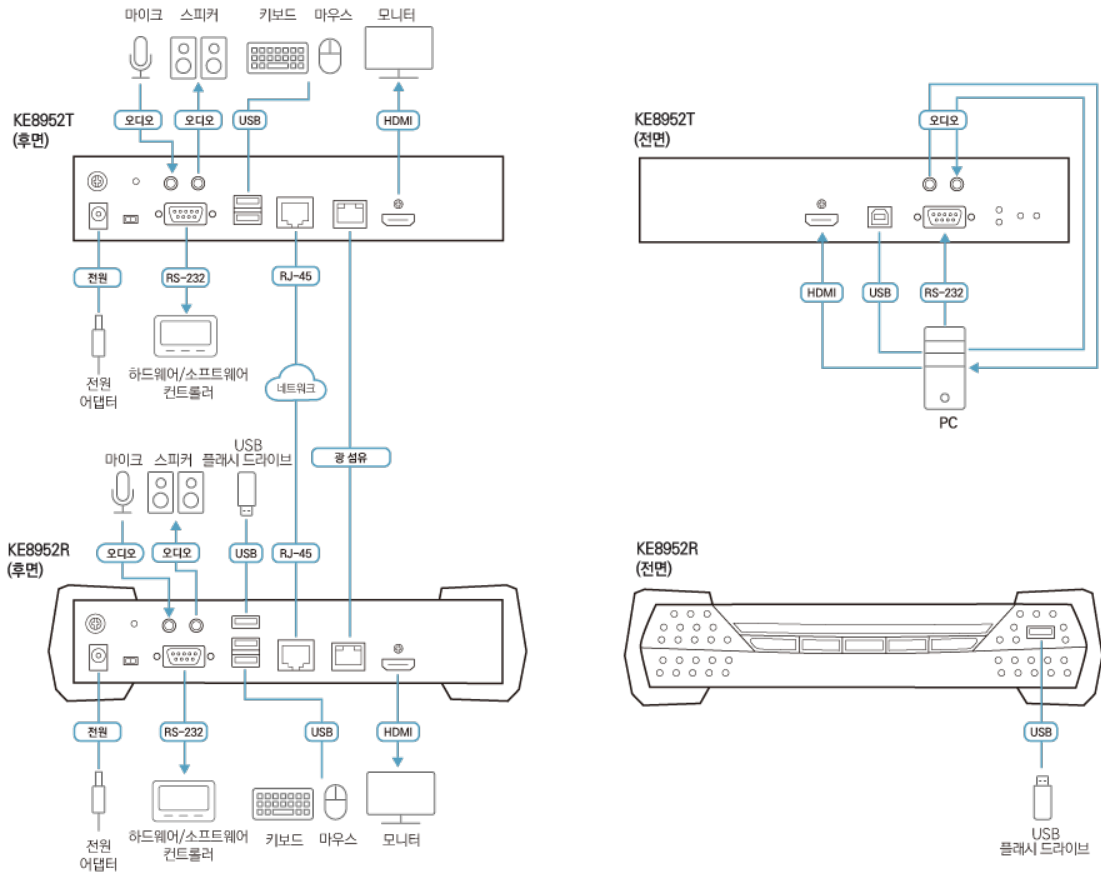 마이크 스피커 키보드 마우스 모니터
KE8952T
(후면)
오디오 오디오 USB HDMI
전원 RS-232 RJ-45
전원
어댑터
하드웨어/소프트웨어
컨트롤러
네트워크
광 섬유
KE8952T
(전면)
오디오
HDMI USB RS-232
PC
마이크 스피커 USB
플래시 드라이브
KE8952R
(후면)
오디오 오디오 USB RJ-45
전원 RS-232 USB HDMI
전원
어댑터
하드웨어/소프트웨어
컨트롤러
키보드 마우스 모니터
KE8952R
(전면)
USB
USB
플래시 드라이브